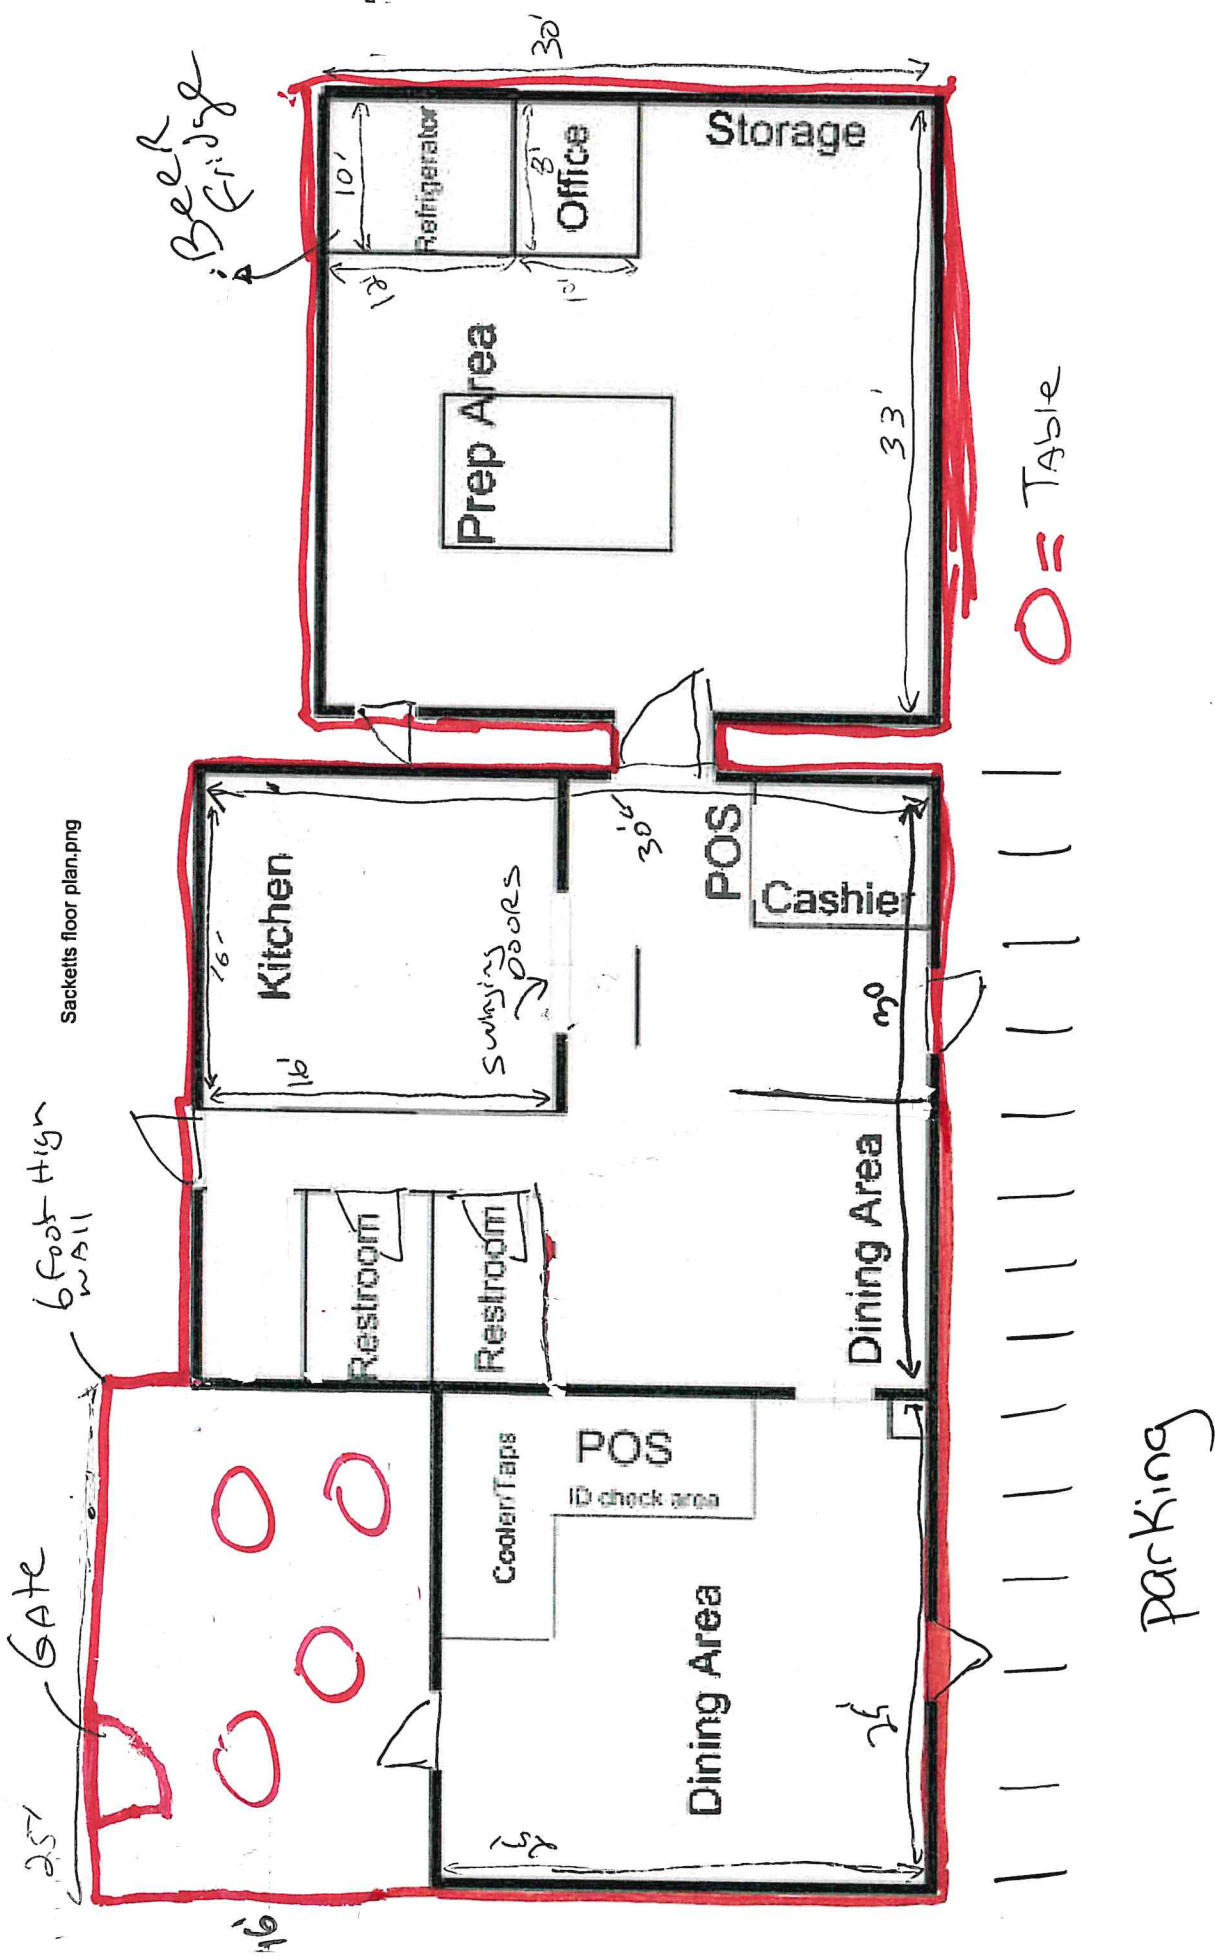 Sacketts floor plan.png
Beer
Fridge
30'
10'
Refrigerator
12'
8'
Office
10'
Storage
Prep Area
33'
O = TAble
Kitchen
16'
16'
Swinging
DOORS
30'
POS
Cashier
30
6 Foot High
WAll
Restroom
Restroom
Dining Area
GAte
25'
16'
Cooler/Taps
POS
ID check area
Dining Area
25'
25'
parking